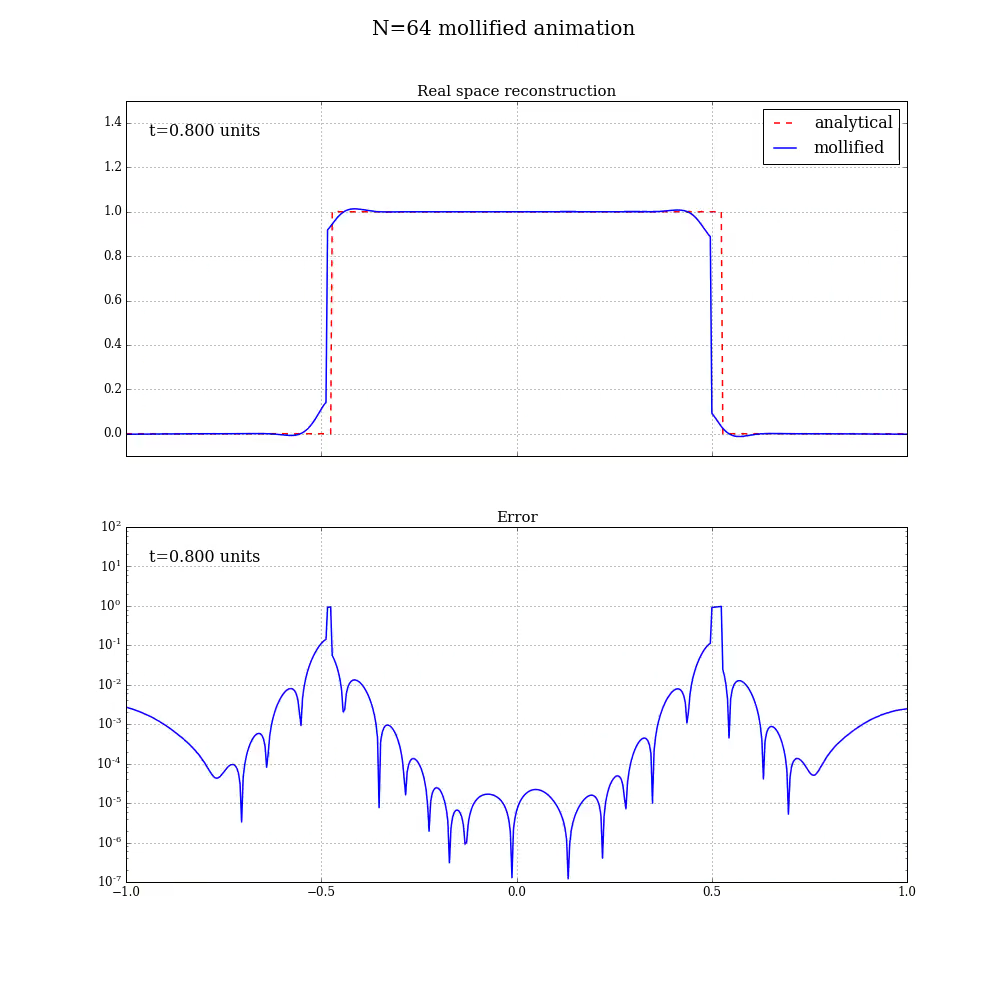 N=64 mollified animation
Real space reconstruction
t=0.800 units
analytical
mollified
1.4
1.2
1.0
0.8
0.6
0.4
0.2
0.0
Error
t=0.800 units
10²
10¹
10⁰
10⁻¹
10⁻²
10⁻³
10⁻⁴
10⁻⁵
10⁻⁶
10⁻⁷
−1.0 −0.5 0.0 0.5 1.0